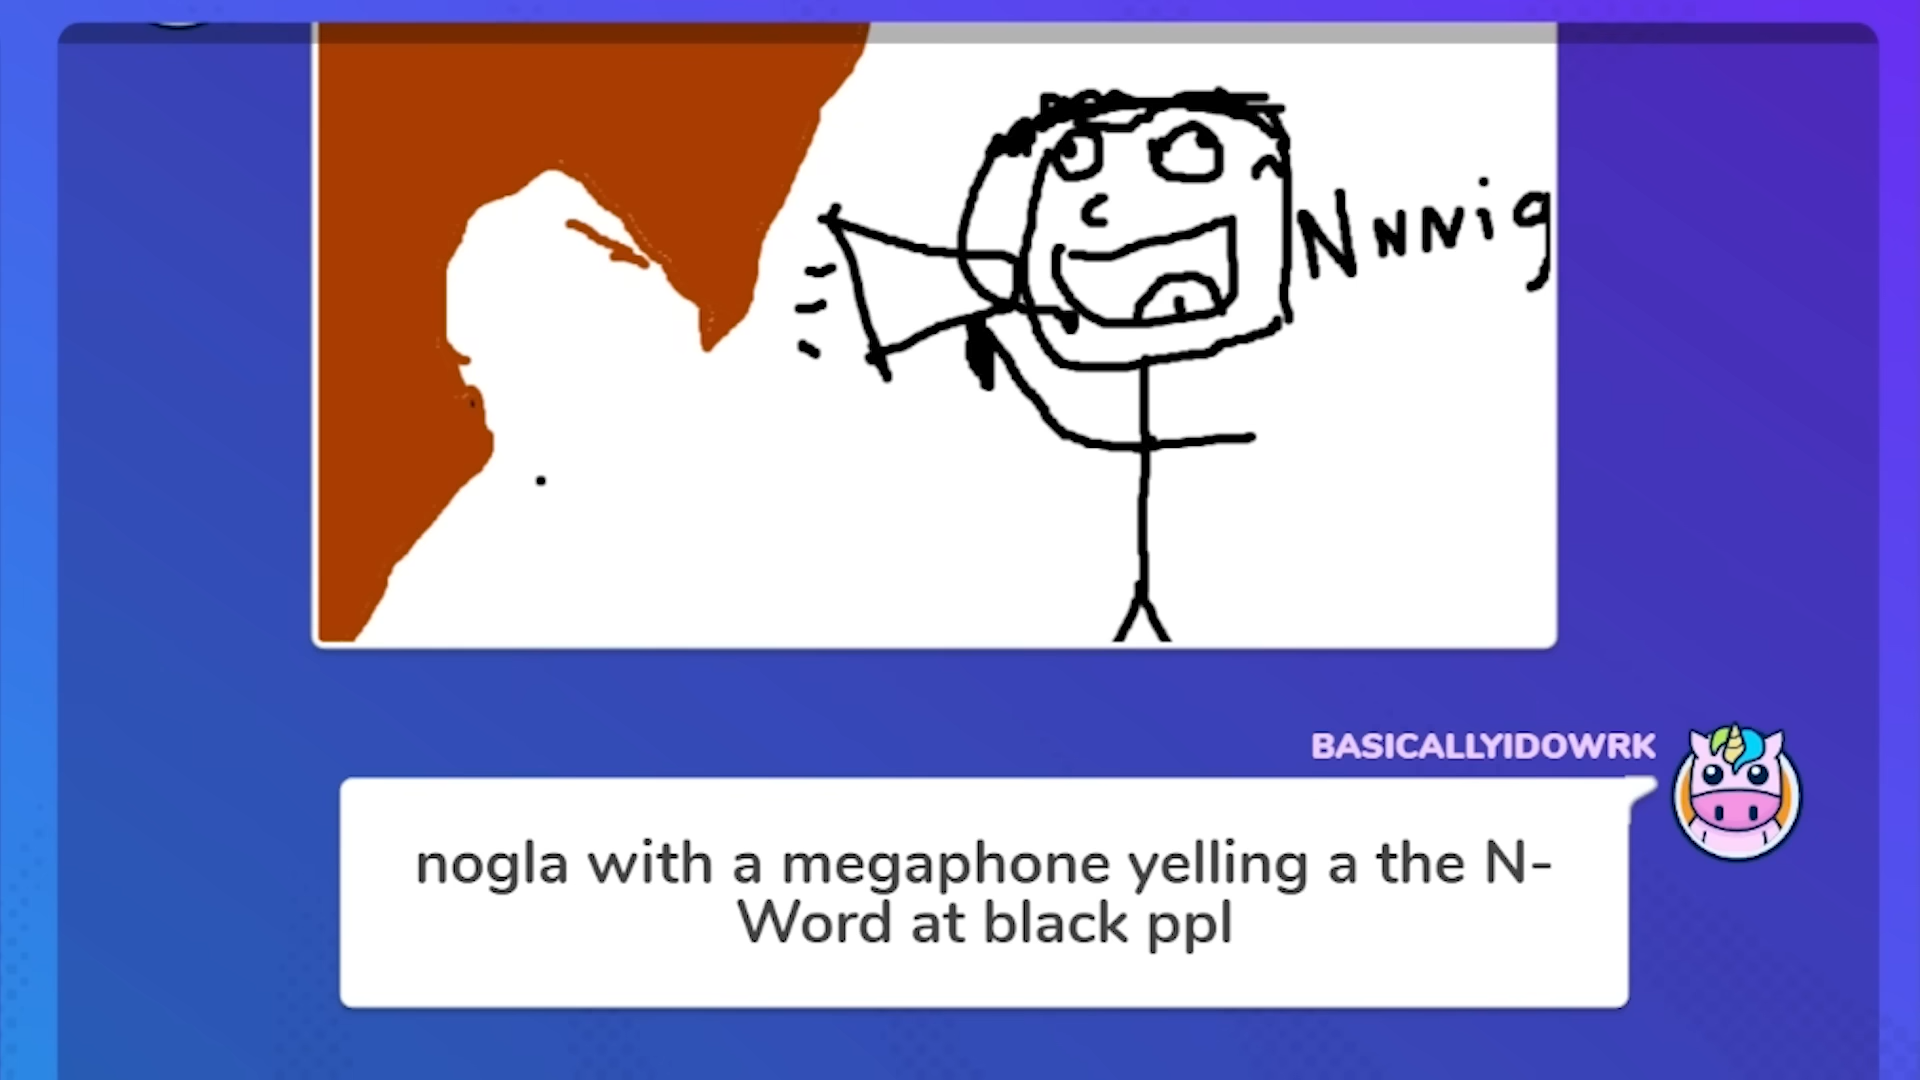 Nnnig
BASICALLYIDOWRK
nogla with a megaphone yelling a the N-
Word at black ppl